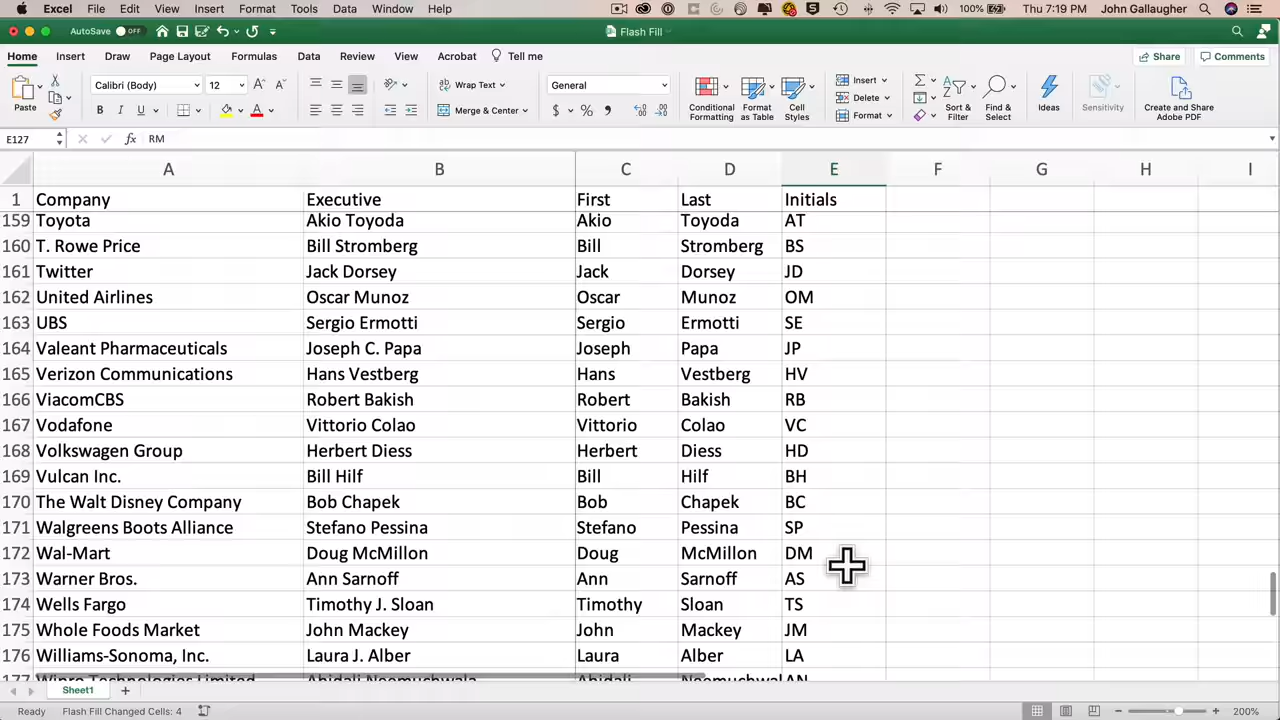 Excel File Edit View Insert Format Tools Data Window Help 100% Thu 7:19 PM John Gallaugher
AutoSave OFF Flash Fill
Home Insert Draw Page Layout Formulas Data Review View Acrobat Tell me Share Comments
Paste Calibri (Body) 12 Wrap Text General Insert
B I U A Merge & Center $ % Delete
Format
Conditional Formatting Format as Table Cell Styles Sort & Filter Find & Select Ideas Sensitivity Create and Share Adobe PDF
E127 fx RM
A B C D E F G H I
1 Company Executive First Last Initials
159 Toyota Akio Toyoda Akio Toyoda AT
160 T. Rowe Price Bill Stromberg Bill Stromberg BS
161 Twitter Jack Dorsey Jack Dorsey JD
162 United Airlines Oscar Munoz Oscar Munoz OM
163 UBS Sergio Ermotti Sergio Ermotti SE
164 Valeant Pharmaceuticals Joseph C. Papa Joseph Papa JP
165 Verizon Communications Hans Vestberg Hans Vestberg HV
166 ViacomCBS Robert Bakish Robert Bakish RB
167 Vodafone Vittorio Colao Vittorio Colao VC
168 Volkswagen Group Herbert Diess Herbert Diess HD
169 Vulcan Inc. Bill Hilf Bill Hilf BH
170 The Walt Disney Company Bob Chapek Bob Chapek BC
171 Walgreens Boots Alliance Stefano Pessina Stefano Pessina SP
172 Wal-Mart Doug McMillon Doug McMillon DM
173 Warner Bros. Ann Sarnoff Ann Sarnoff AS
174 Wells Fargo Timothy J. Sloan Timothy Sloan TS
175 Whole Foods Market John Mackey John Mackey JM
176 Williams-Sonoma, Inc. Laura J. Alber Laura Alber LA
177 Wipro Technologies Limited Abidali Neemuchwala Abidali Neemuchwal AN
Sheet1
Ready Flash Fill Changed Cells: 4 200%